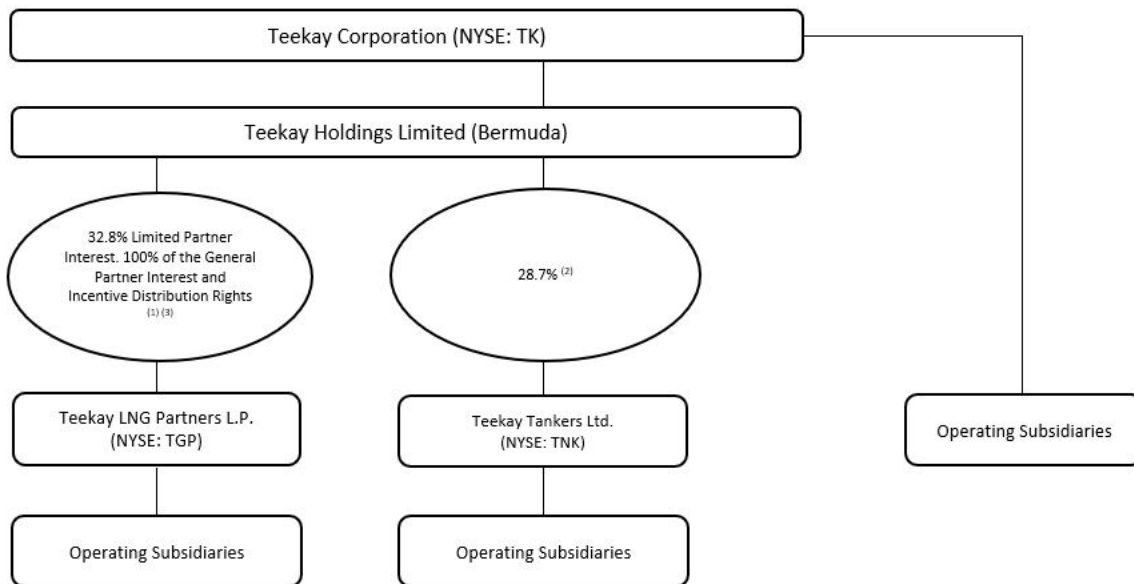 Teekay Corporation (NYSE: TK)
Teekay Holdings Limited (Bermuda)
32.8% Limited Partner
Interest. 100% of the General
Partner Interest and
Incentive Distribution Rights
(1) (3)
28.7% (2)
Teekay LNG Partners L.P.
(NYSE: TGP)
Teekay Tankers Ltd.
(NYSE: TNK)
Operating Subsidiaries
Operating Subsidiaries
Operating Subsidiaries